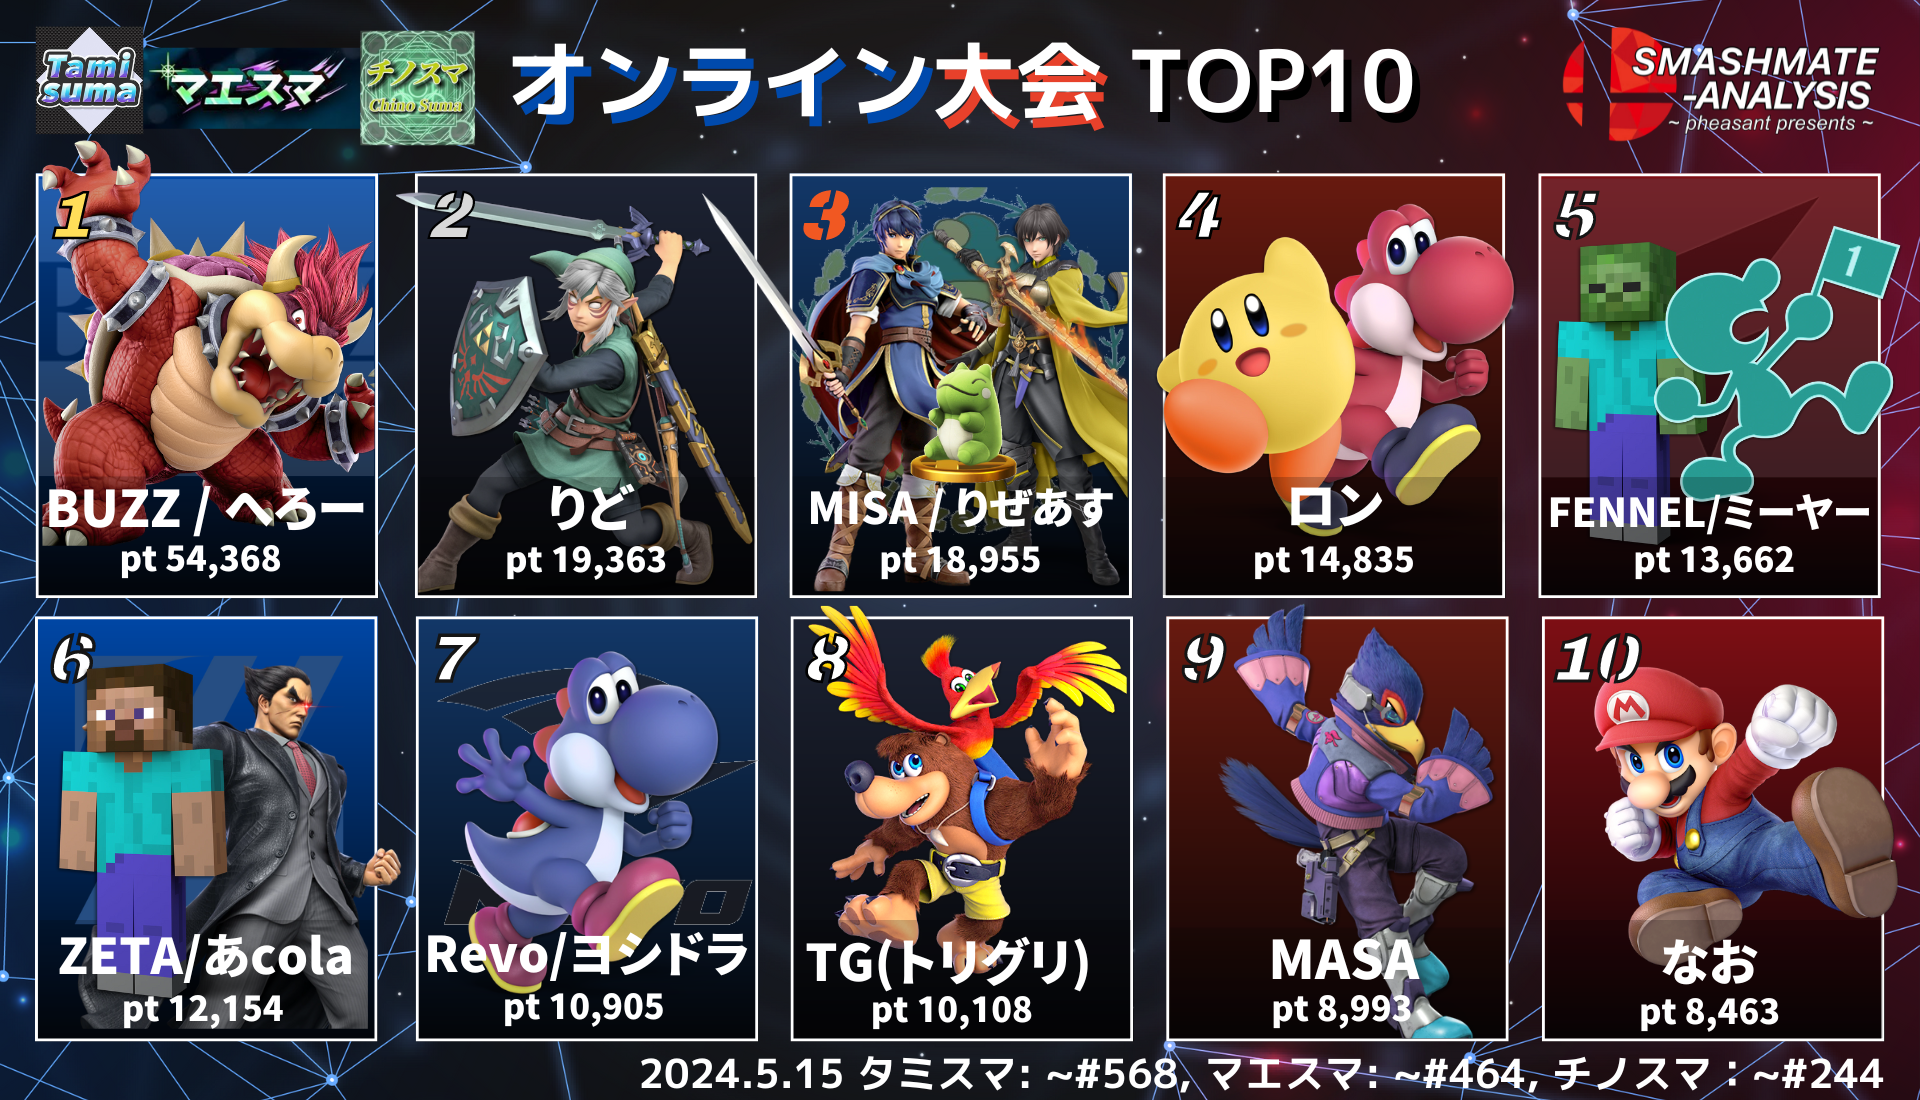 Tami suma
マエスマ
チノスマ
Chino Suma
オンライン大会 TOP10
SMASHMATE
-ANALYSIS
~ pheasant presents ~
1
BUZZ / へろー
pt 54,368
2
りど
pt 19,363
3
MISA / りぜあす
pt 18,955
4
ロン
pt 14,835
5
1
FENNEL/ミーヤー
pt 13,662
6
ZETA/あcola
pt 12,154
7
Revo/ヨシドラ
pt 10,905
8
TG(トリグリ)
pt 10,108
9
MASA
pt 8,993
10
M
なお
pt 8,463
2024.5.15 タミスマ: ~#568, マエスマ: ~#464, チノスマ：~#244